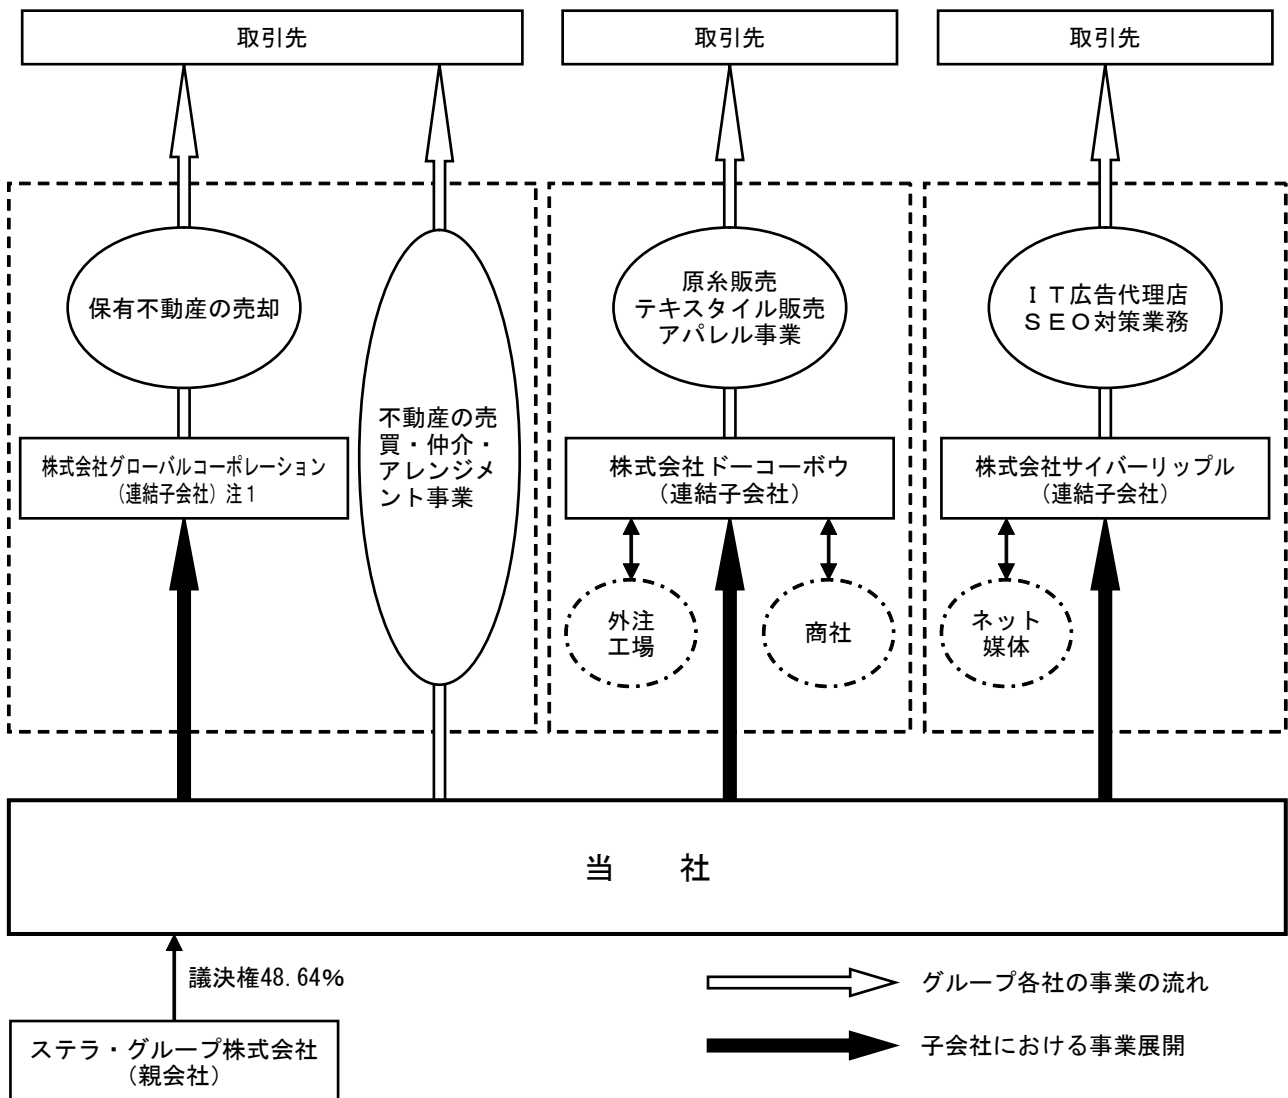 取引先
取引先
取引先
保有不動産の売却
原糸販売
テキスタイル販売
アパレル事業
ＩＴ広告代理店
ＳＥＯ対策業務
不動産の売
買・仲介・
アレンジメ
ント事業
株式会社グローバルコーポレーション
（連結子会社）注１
株式会社ドーコーボウ
（連結子会社）
株式会社サイバーリップル
（連結子会社）
外注
工場
商社
ネット
媒体
当　社
議決権48.64%
ステラ・グループ株式会社
（親会社）
グループ各社の事業の流れ
子会社における事業展開